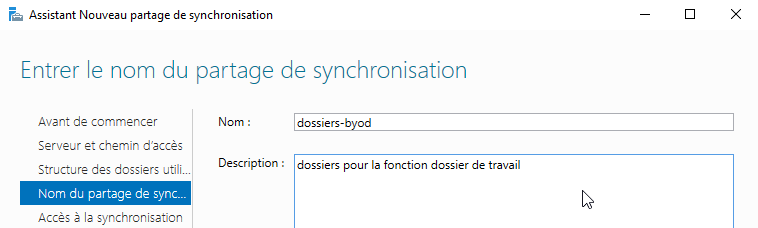 Assistant Nouveau partage de synchronisation
Entrer le nom du partage de synchronisation
Avant de commencer
Serveur et chemin d'accès
Structure des dossiers utili...
Nom du partage de sync...
Accès à la synchronisation
Nom :
dossiers-byod
Description :
dossiers pour la fonction dossier de travail